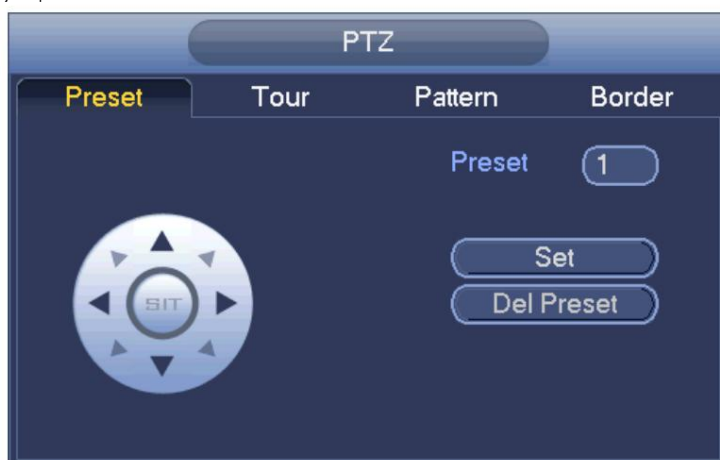 PTZ
Preset Tour Pattern Border
Preset 1
Set
SIT
Del Preset